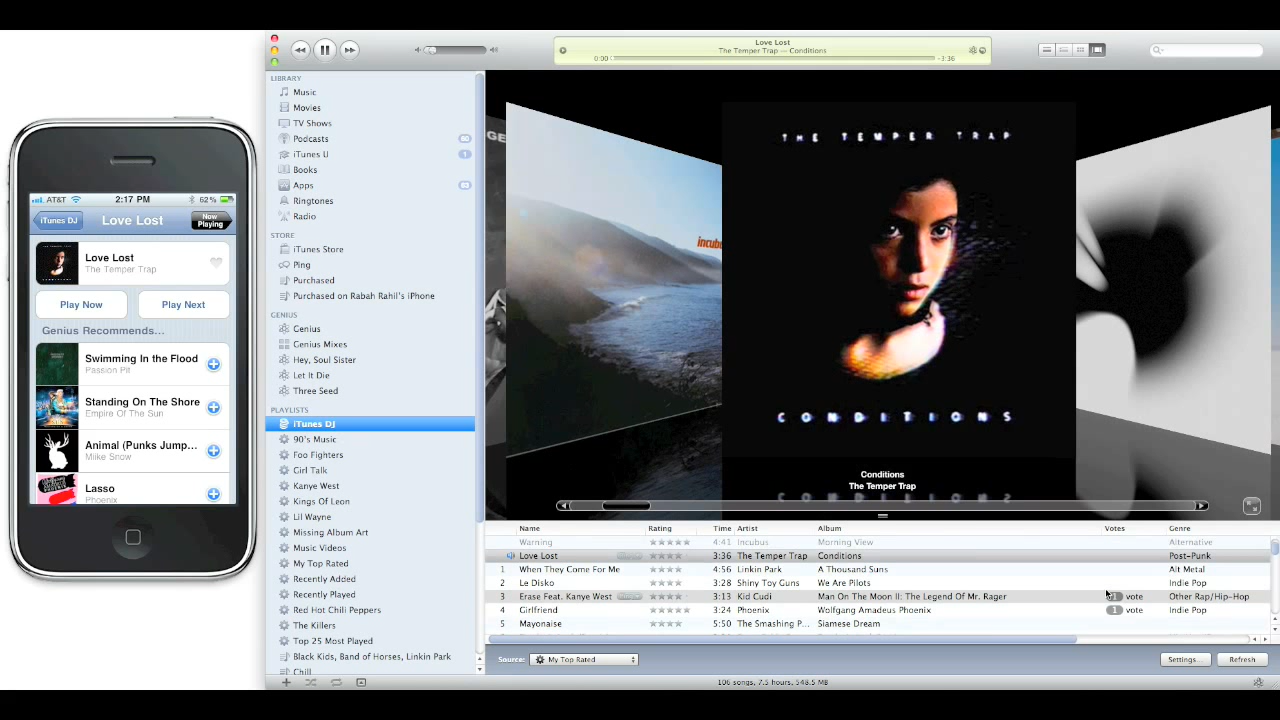 AT&T 2:17 PM 62%
iTunes DJ Love Lost Now Playing
Love Lost
The Temper Trap
Play Now Play Next
Genius Recommends...
Swimming In the Flood
Passion Pit
Standing On The Shore
Empire Of The Sun
Animal (Punks Jump...
Miike Snow
Lasso
Phoenix
Love Lost
The Temper Trap — Conditions
0:00 -3:36
LIBRARY
Music
Movies
TV Shows
Podcasts
iTunes U 1
Books
Apps
Ringtones
Radio
STORE
iTunes Store
Ping
Purchased
Purchased on Rabah Rahil's iPhone
GENIUS
Genius
Genius Mixes
Hey, Soul Sister
Let It Die
Three Seed
PLAYLISTS
iTunes DJ
90's Music
Foo Fighters
Girl Talk
Kanye West
Kings Of Leon
Lil Wayne
Missing Album Art
Music Videos
My Top Rated
Recently Added
Recently Played
Red Hot Chili Peppers
The Killers
Top 25 Most Played
Black Kids, Band of Horses, Linkin Park
Chill
GE
incub
THE TEMPER TRAP
CONDITIONS
Conditions
The Temper Trap
Name Rating Time Artist Album Votes Genre
Warning 4:41 Incubus Morning View Alternative
Love Lost 3:36 The Temper Trap Conditions Post-Punk
1 When They Come For Me 4:56 Linkin Park A Thousand Suns Alt Metal
2 Le Disko 3:28 Shiny Toy Guns We Are Pilots Indie Pop
3 Erase Feat. Kanye West 3:13 Kid Cudi Man On The Moon II: The Legend Of Mr. Rager 1 vote Other Rap/Hip-Hop
4 Girlfriend 3:24 Phoenix Wolfgang Amadeus Phoenix 1 vote Indie Pop
5 Mayonaise 5:50 The Smashing P... Siamese Dream
Source: My Top Rated Settings... Refresh
106 songs, 7.5 hours, 548.5 MB